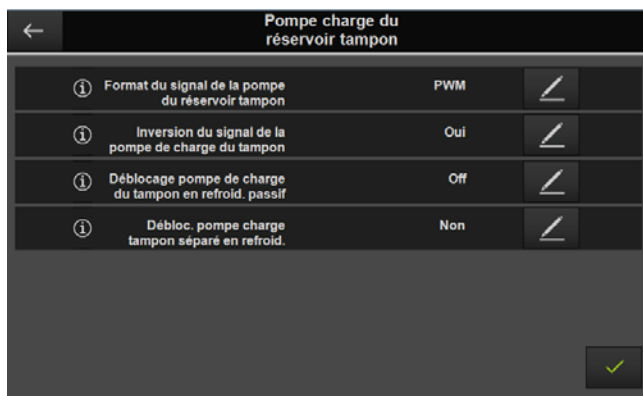 Pompe charge du
réservoir tampon
Format du signal de la pompe
du réservoir tampon
PWM
Inversion du signal de la
pompe de charge du tampon
Oui
Déblocage pompe de charge
du tampon en refroid. passif
Off
Débloc. pompe charge
tampon séparé en refroid.
Non